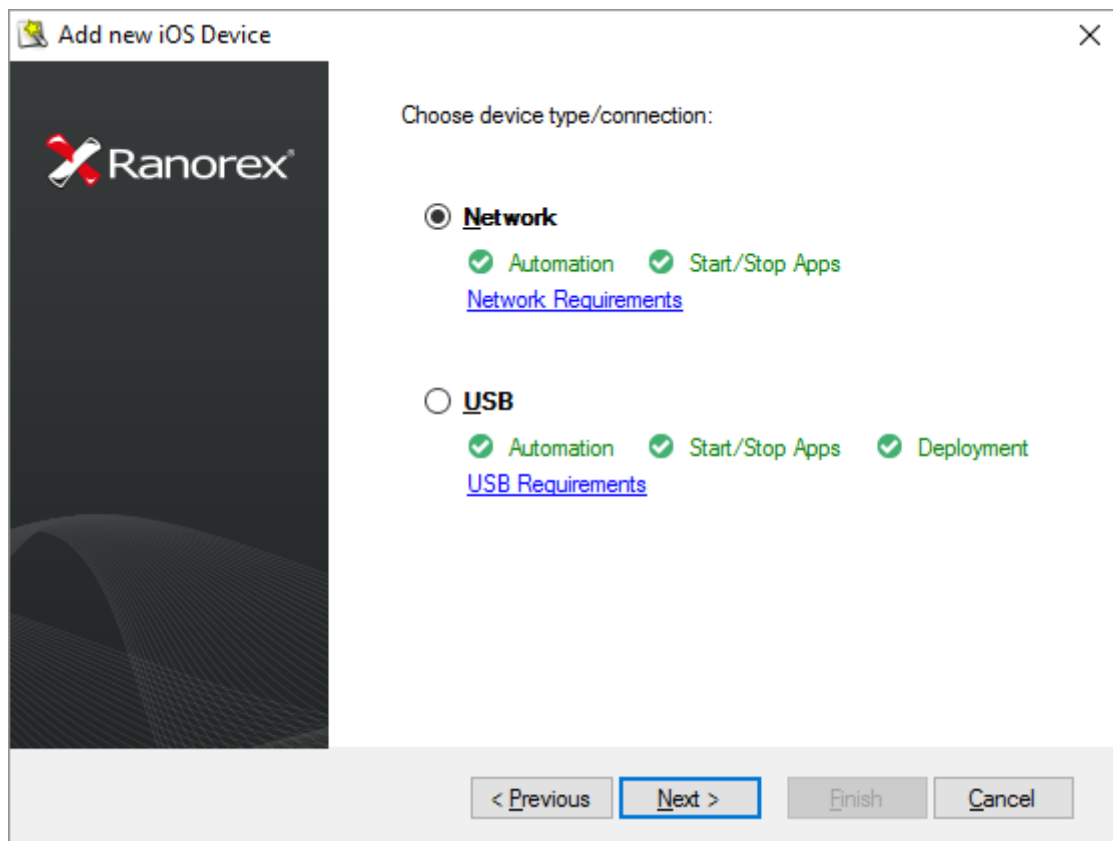 Add new iOS Device
Ranorex®
Choose device type/connection:
Network
Automation Start/Stop Apps
Network Requirements
USB
Automation Start/Stop Apps Deployment
USB Requirements
< Previous Next > Finish Cancel